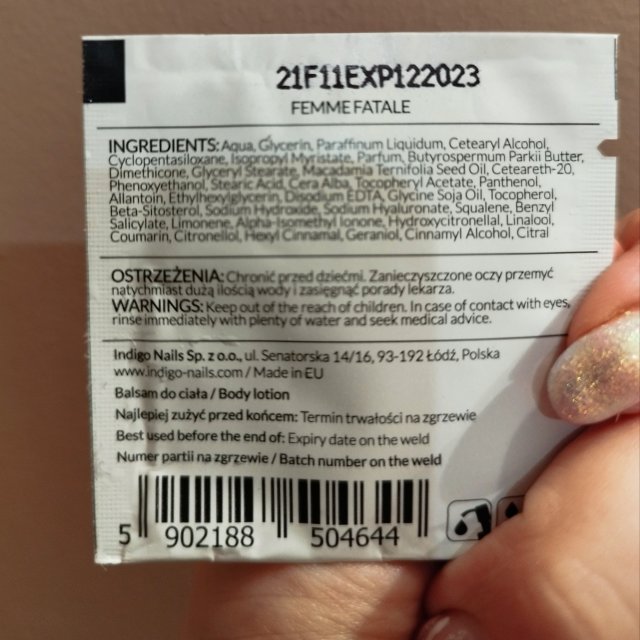 21F11EXP122023
FEMME FATALE
INGREDIENTS: Aqua, Glycerin, Paraffinum Liquidum, Cetearyl Alcohol,
Cyclopentasiloxane, Isopropyl Myristate, Parfum, Butyrospermum Parkii Butter,
Dimethicone, Glyceryl Stearate, Macadamia Ternifolia Seed Oil, Ceteareth-20,
Phenoxyethanol, Stearic Acid, Cera Alba, Tocopheryl Acetate, Panthenol,
Allantoin, Ethylhexylglycerin, Disodium EDTA, Glycine Soja Oil, Tocopherol,
Beta-Sitosterol, Sodium Hydroxide, Sodium Hyaluronate, Squalene, Benzyl
Salicylate, Limonene, Alpha-Isomethyl Ionone, Hydroxycitronellal, Linalool,
Coumarin, Citronellol, Hexyl Cinnamal, Geraniol, Cinnamyl Alcohol, Citral
OSTRZEŻENIA: Chronić przed dziećmi. Zanieczyszczone oczy przemyć
natychmiast dużą ilością wody i zasięgnąć porady lekarza.
WARNINGS: Keep out of the reach of children. In case of contact with eyes,
rinse immediately with plenty of water and seek medical advice.
Indigo Nails Sp. z o.o., ul. Senatorska 14/16, 93-192 Łódź, Polska
www.indigo-nails.com / Made in EU
Balsam do ciała / Body lotion
Najlepiej zużyć przed końcem: Termin trwałości na zgrzewie
Best used before the end of: Expiry date on the weld
Numer partii na zgrzewie / Batch number on the weld
5 902188 504644